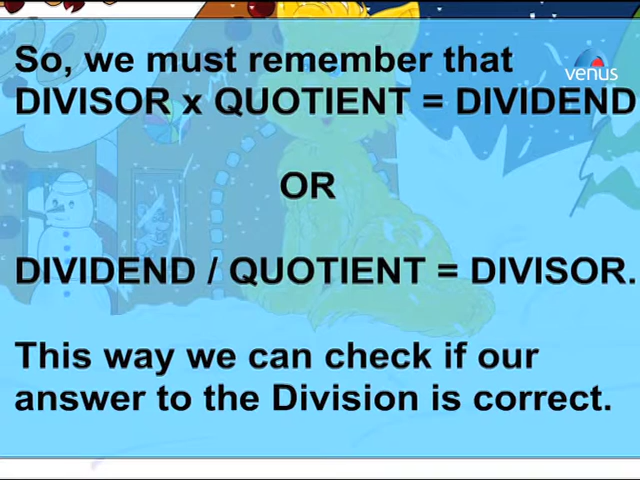 So, we must remember that
venus
DIVISOR x QUOTIENT = DIVIDEND
OR
DIVIDEND / QUOTIENT = DIVISOR.
This way we can check if our
answer to the Division is correct.